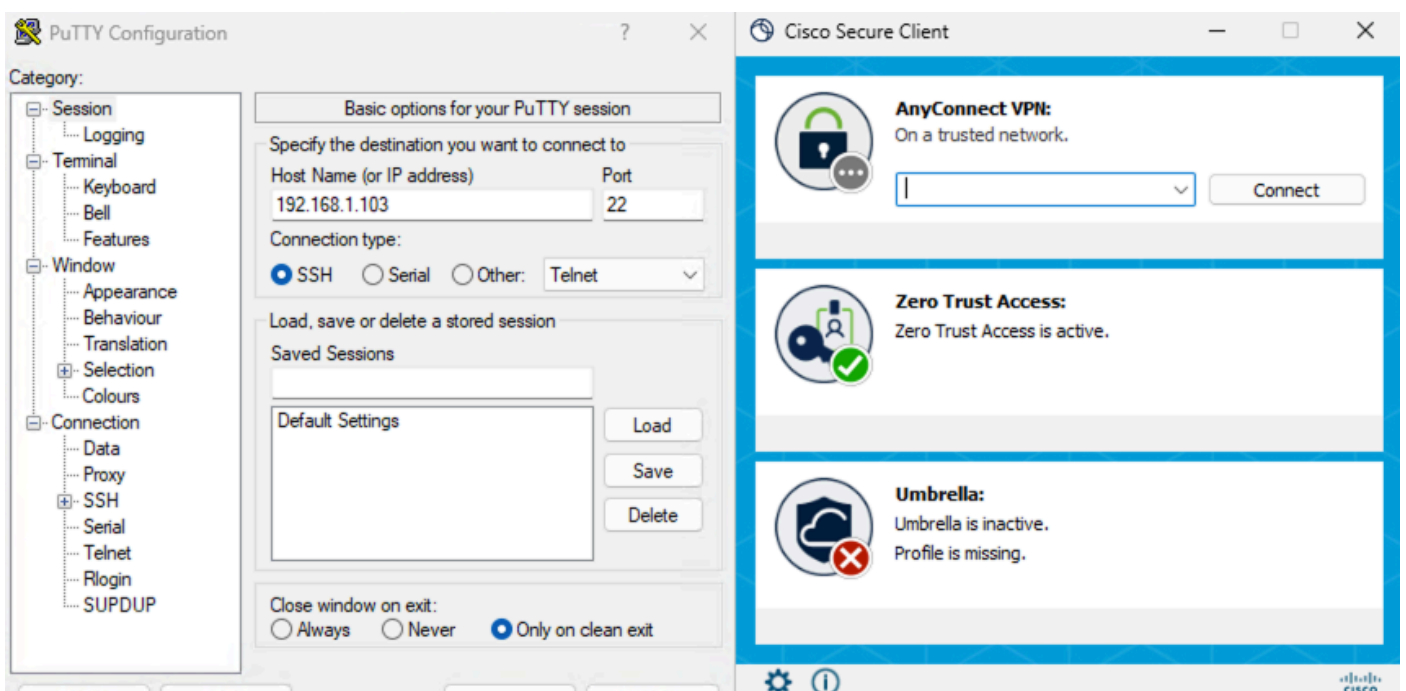 PuTTY Configuration
?
Category:
Session
Logging
Terminal
Keyboard
Bell
Features
Window
Appearance
Behaviour
Translation
Selection
Colours
Connection
Data
Proxy
SSH
Serial
Telnet
Rlogin
SUPDUP
Basic options for your PuTTY session
Specify the destination you want to connect to
Host Name (or IP address) Port
192.168.1.103 22
Connection type:
SSH Serial Other: Telnet
Load, save or delete a stored session
Saved Sessions
Default Settings
Load
Save
Delete
Close window on exit:
Always Never Only on clean exit
Cisco Secure Client
AnyConnect VPN:
On a trusted network.
Connect
Zero Trust Access:
Zero Trust Access is active.
Umbrella:
Umbrella is inactive.
Profile is missing.
CISCO